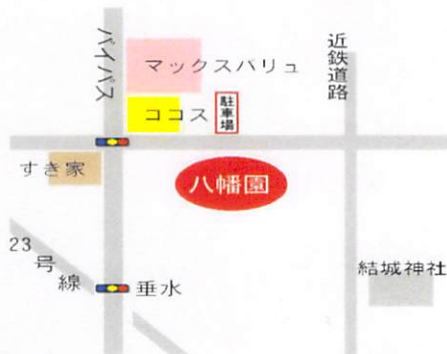 バイパス
マックスバリュ
近鉄道路
ココス
駐車場
すき家
八幡園
23号線
垂水
結城神社